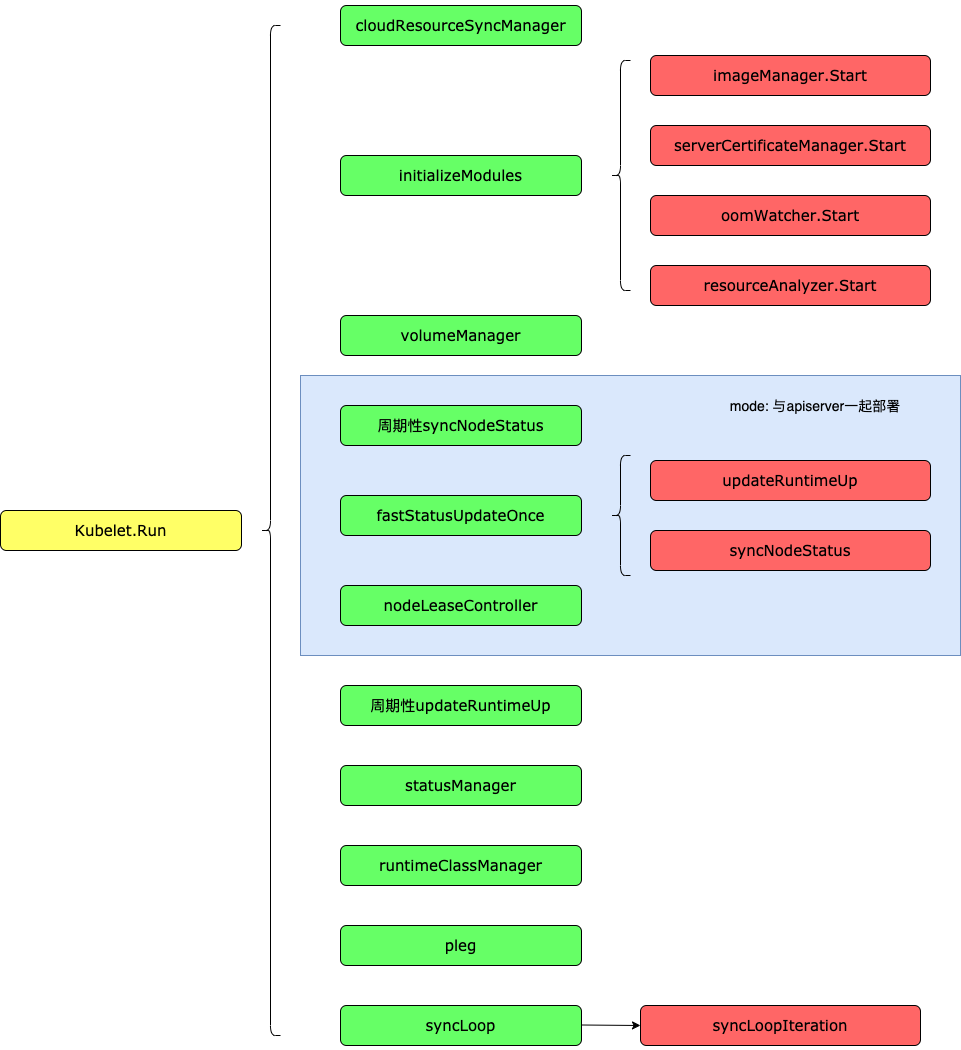 cloudResourceSyncManager
imageManager.Start
serverCertificateManager.Start
initializeModules
oomWatcher.Start
resourceAnalyzer.Start
volumeManager
mode: 与apiserver一起部署
周期性syncNodeStatus
updateRuntimeUp
fastStatusUpdateOnce
Kubelet.Run
syncNodeStatus
nodeLeaseController
周期性updateRuntimeUp
statusManager
runtimeClassManager
pleg
syncLoop
syncLoopIteration